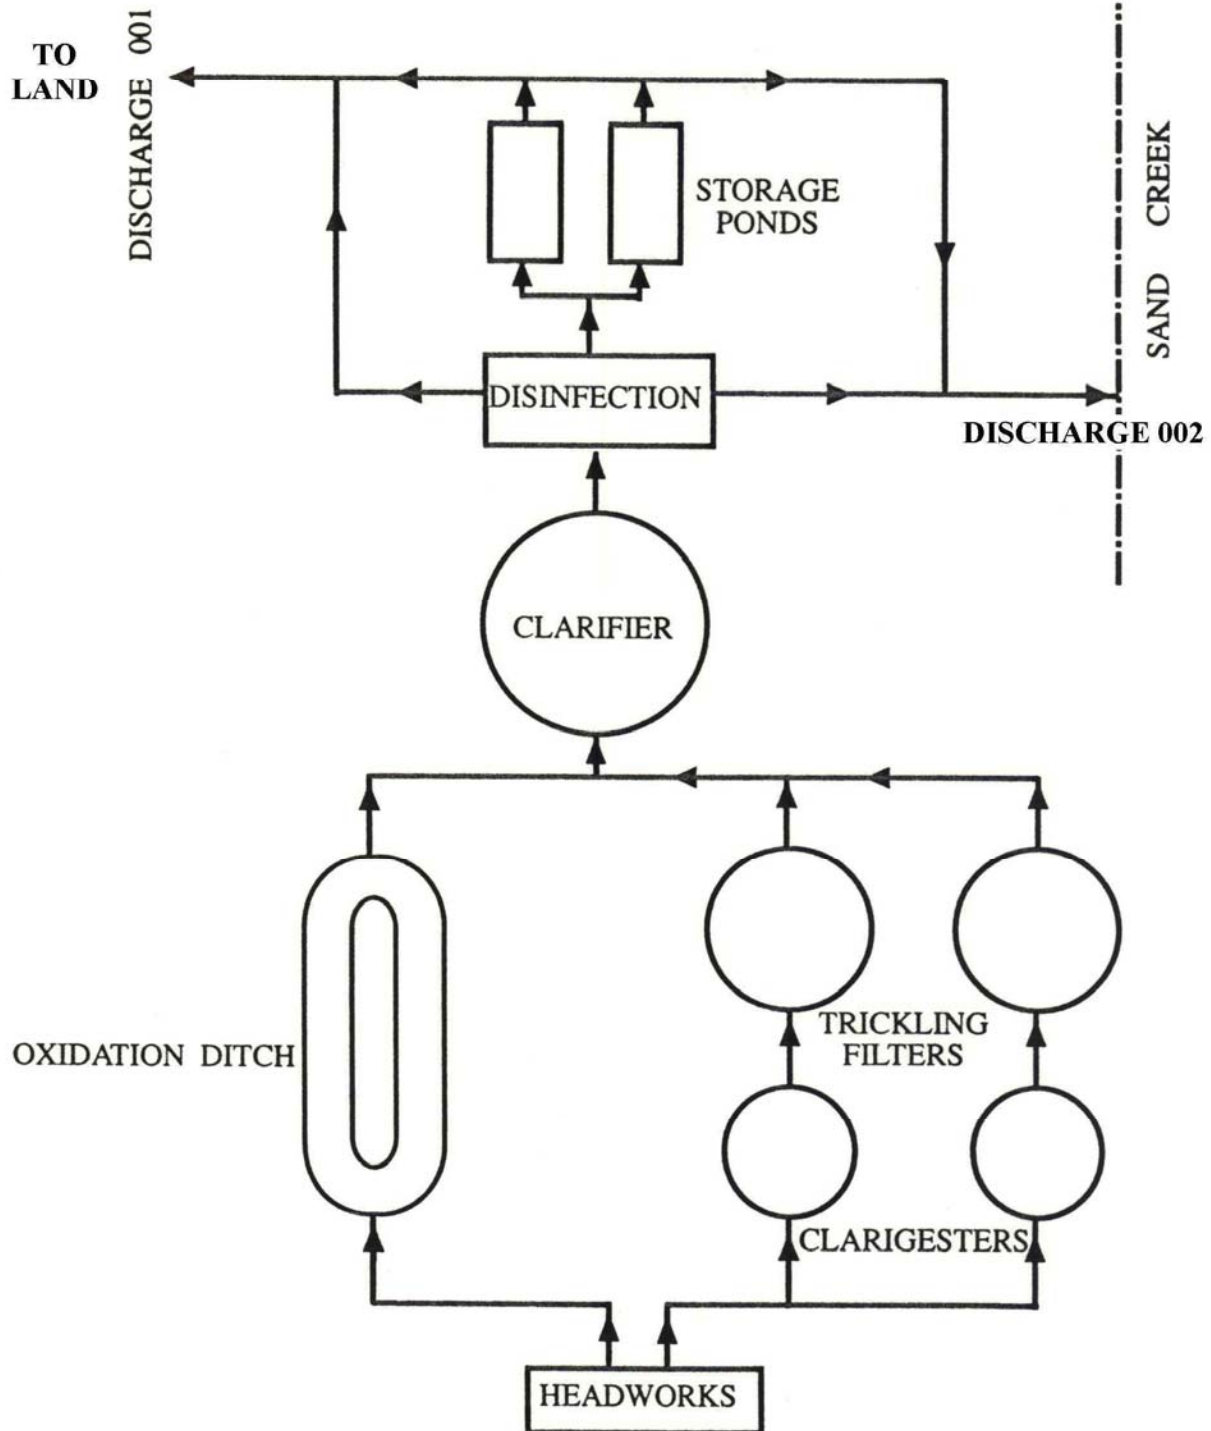 TO
LAND
DISCHARGE 001
STORAGE
PONDS
SAND CREEK
DISINFECTION
DISCHARGE 002
CLARIFIER
TRICKLING
FILTERS
OXIDATION DITCH
CLARIGESTERS
HEADWORKS